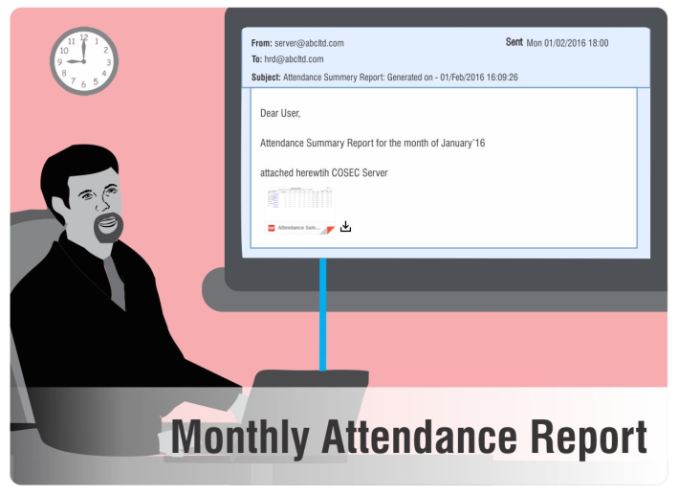 11 12 1
10 2
9 3
8 4
7 6 5
From: server@abcltd.com
Sent Mon 01/02/2016 18:00
To: hrd@abcltd.com
Subject: Attendance Summery Report: Generated on - 01/Feb/2016 16:09:26
Dear User,
Attendance Summary Report for the month of January'16
attached herewtih COSEC Server
Attendance Sum...
Monthly Attendance Report